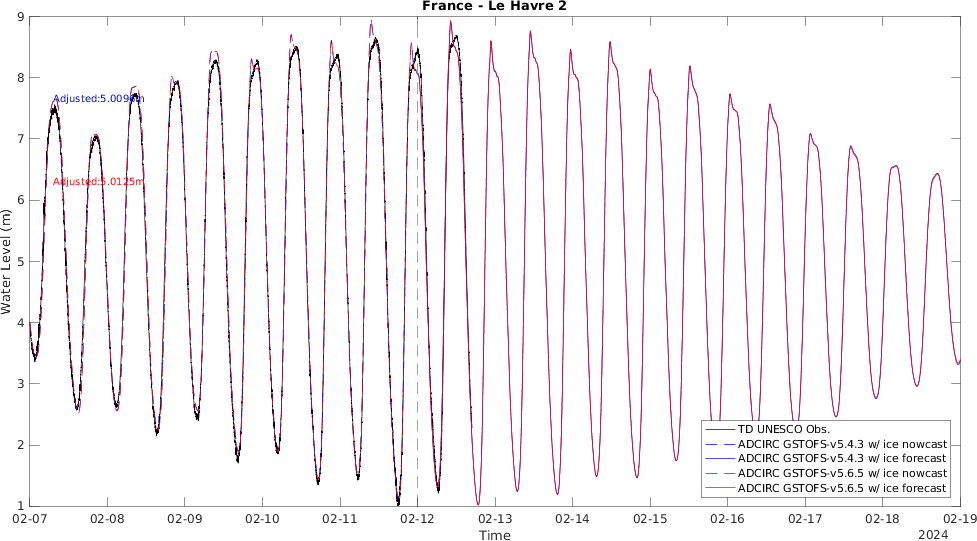 France - Le Havre 2
9
8
7
6
5
4
3
2
1
Water Level (m)
Adjusted:5.0096m
Adjusted:5.0125m
TD UNESCO Obs.
ADCIRC GSTOFS-v5.4.3 w/ ice nowcast
ADCIRC GSTOFS-v5.4.3 w/ ice forecast
ADCIRC GSTOFS-v5.6.5 w/ ice nowcast
ADCIRC GSTOFS-v5.6.5 w/ ice forecast
02-07 02-08 02-09 02-10 02-11 02-12 02-13 02-14 02-15 02-16 02-17 02-18 02-19
Time
2024